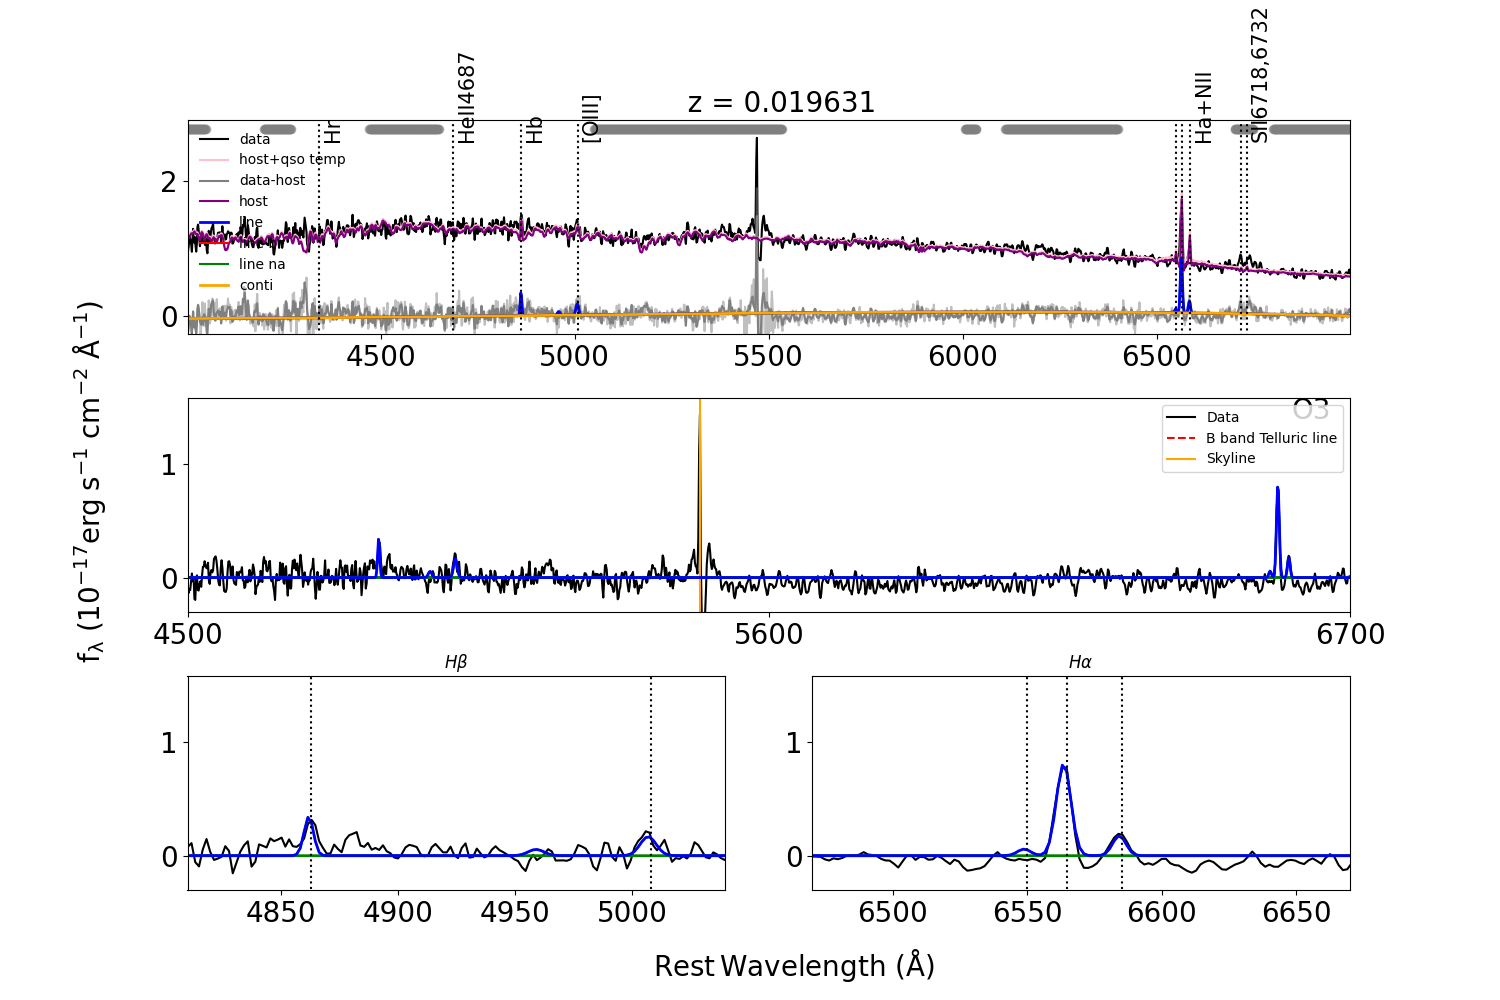 z = 0.019631
Hr
HeII4687
Hb
[OIII]
Ha+NII
SII6718,6732
data
host+qso temp
data-host
host
line
line na
conti
2
0
4500
5000
5500
6000
6500
O3
Data
B band Telluric line
Skyline
1
0
4500
5600
6700
fλ (10⁻¹⁷erg s⁻¹ cm⁻² Å⁻¹)
Hβ
1
0
4850
4900
4950
5000
Hα
1
0
6500
6550
6600
6650
Rest Wavelength (Å)